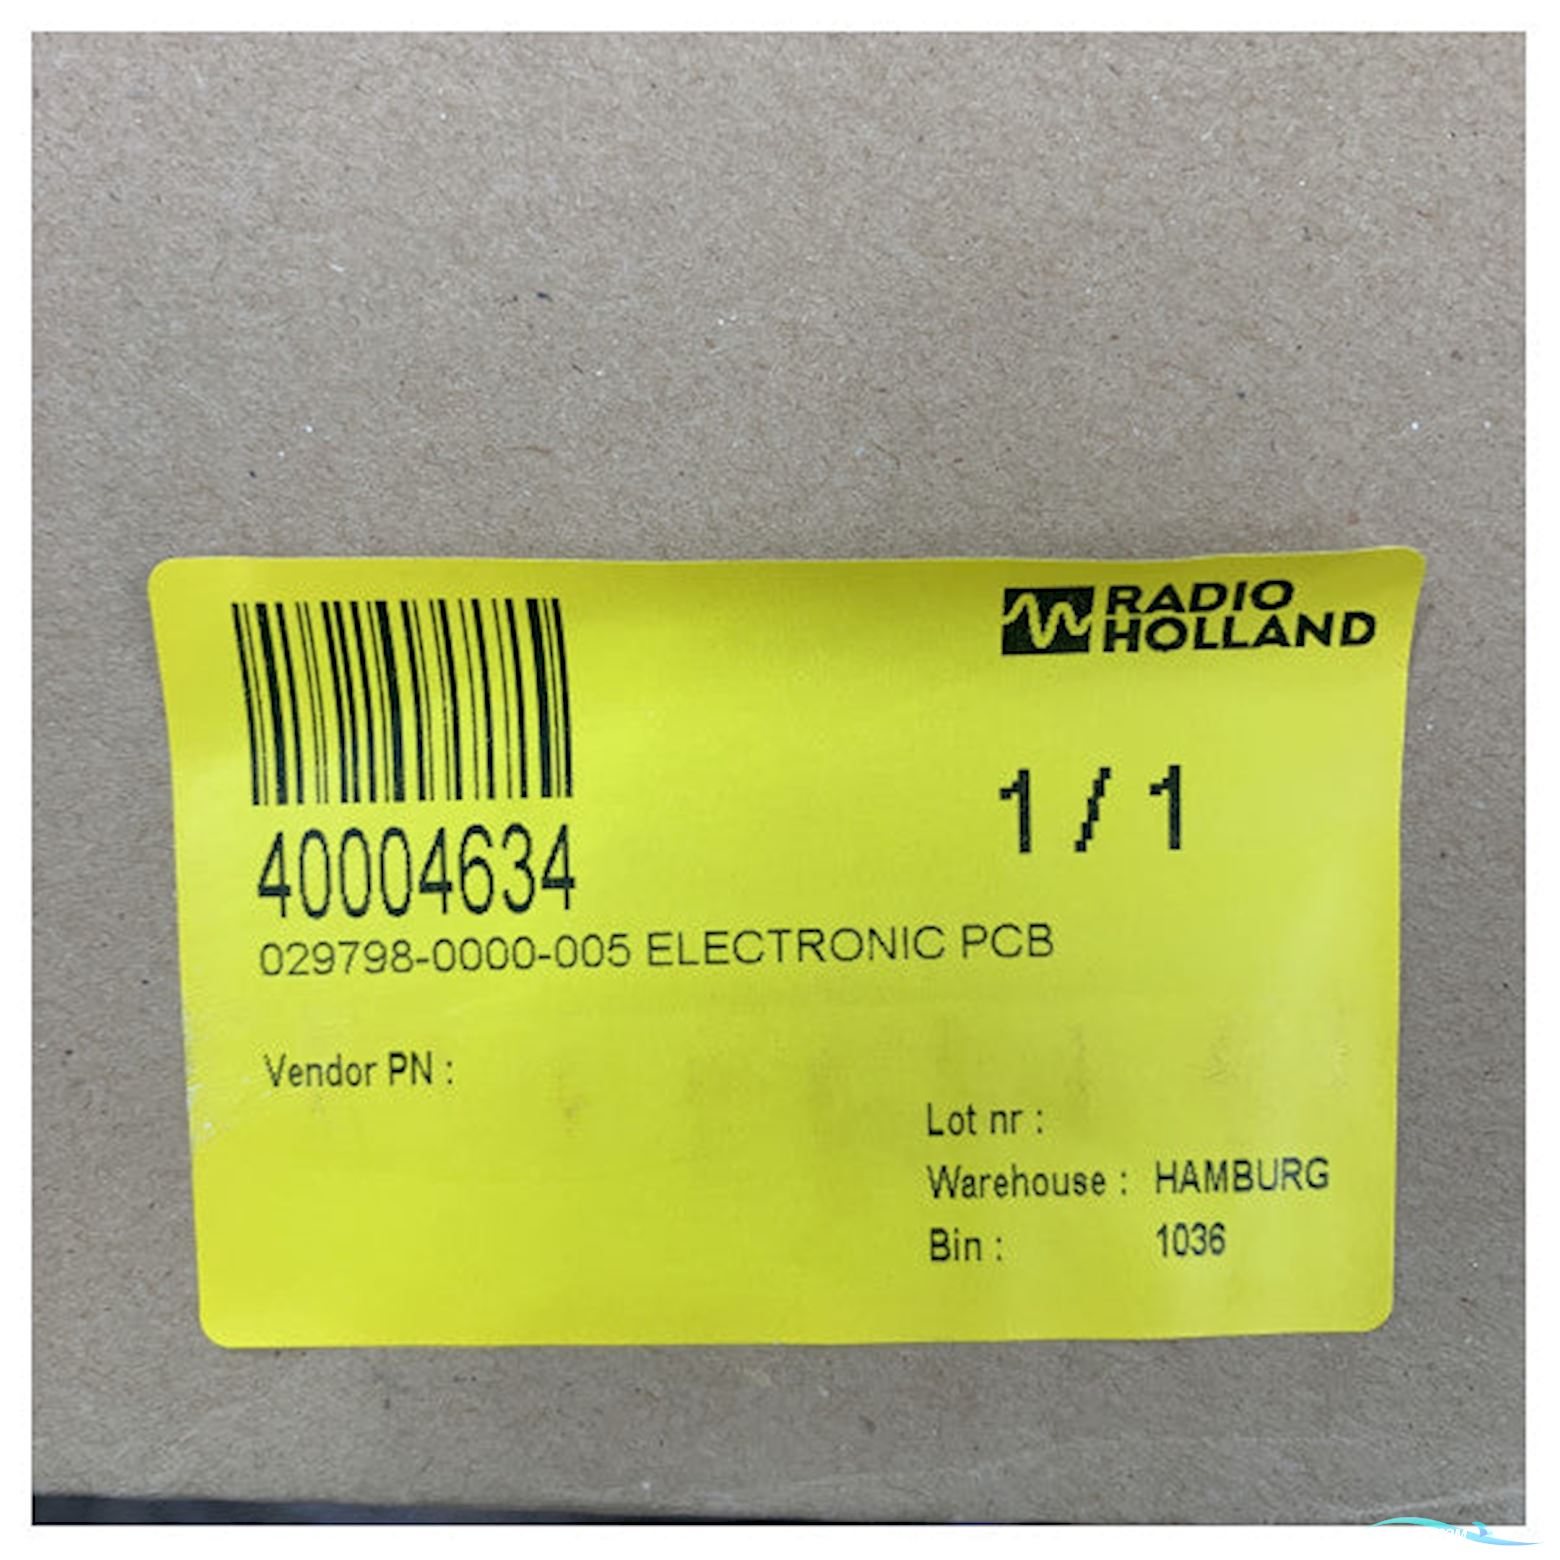 RADIO
HOLLAND
1 / 1
40004634
029798-0000-005 ELECTRONIC PCB
Vendor PN :
Lot nr :
Warehouse : HAMBURG
Bin : 1036